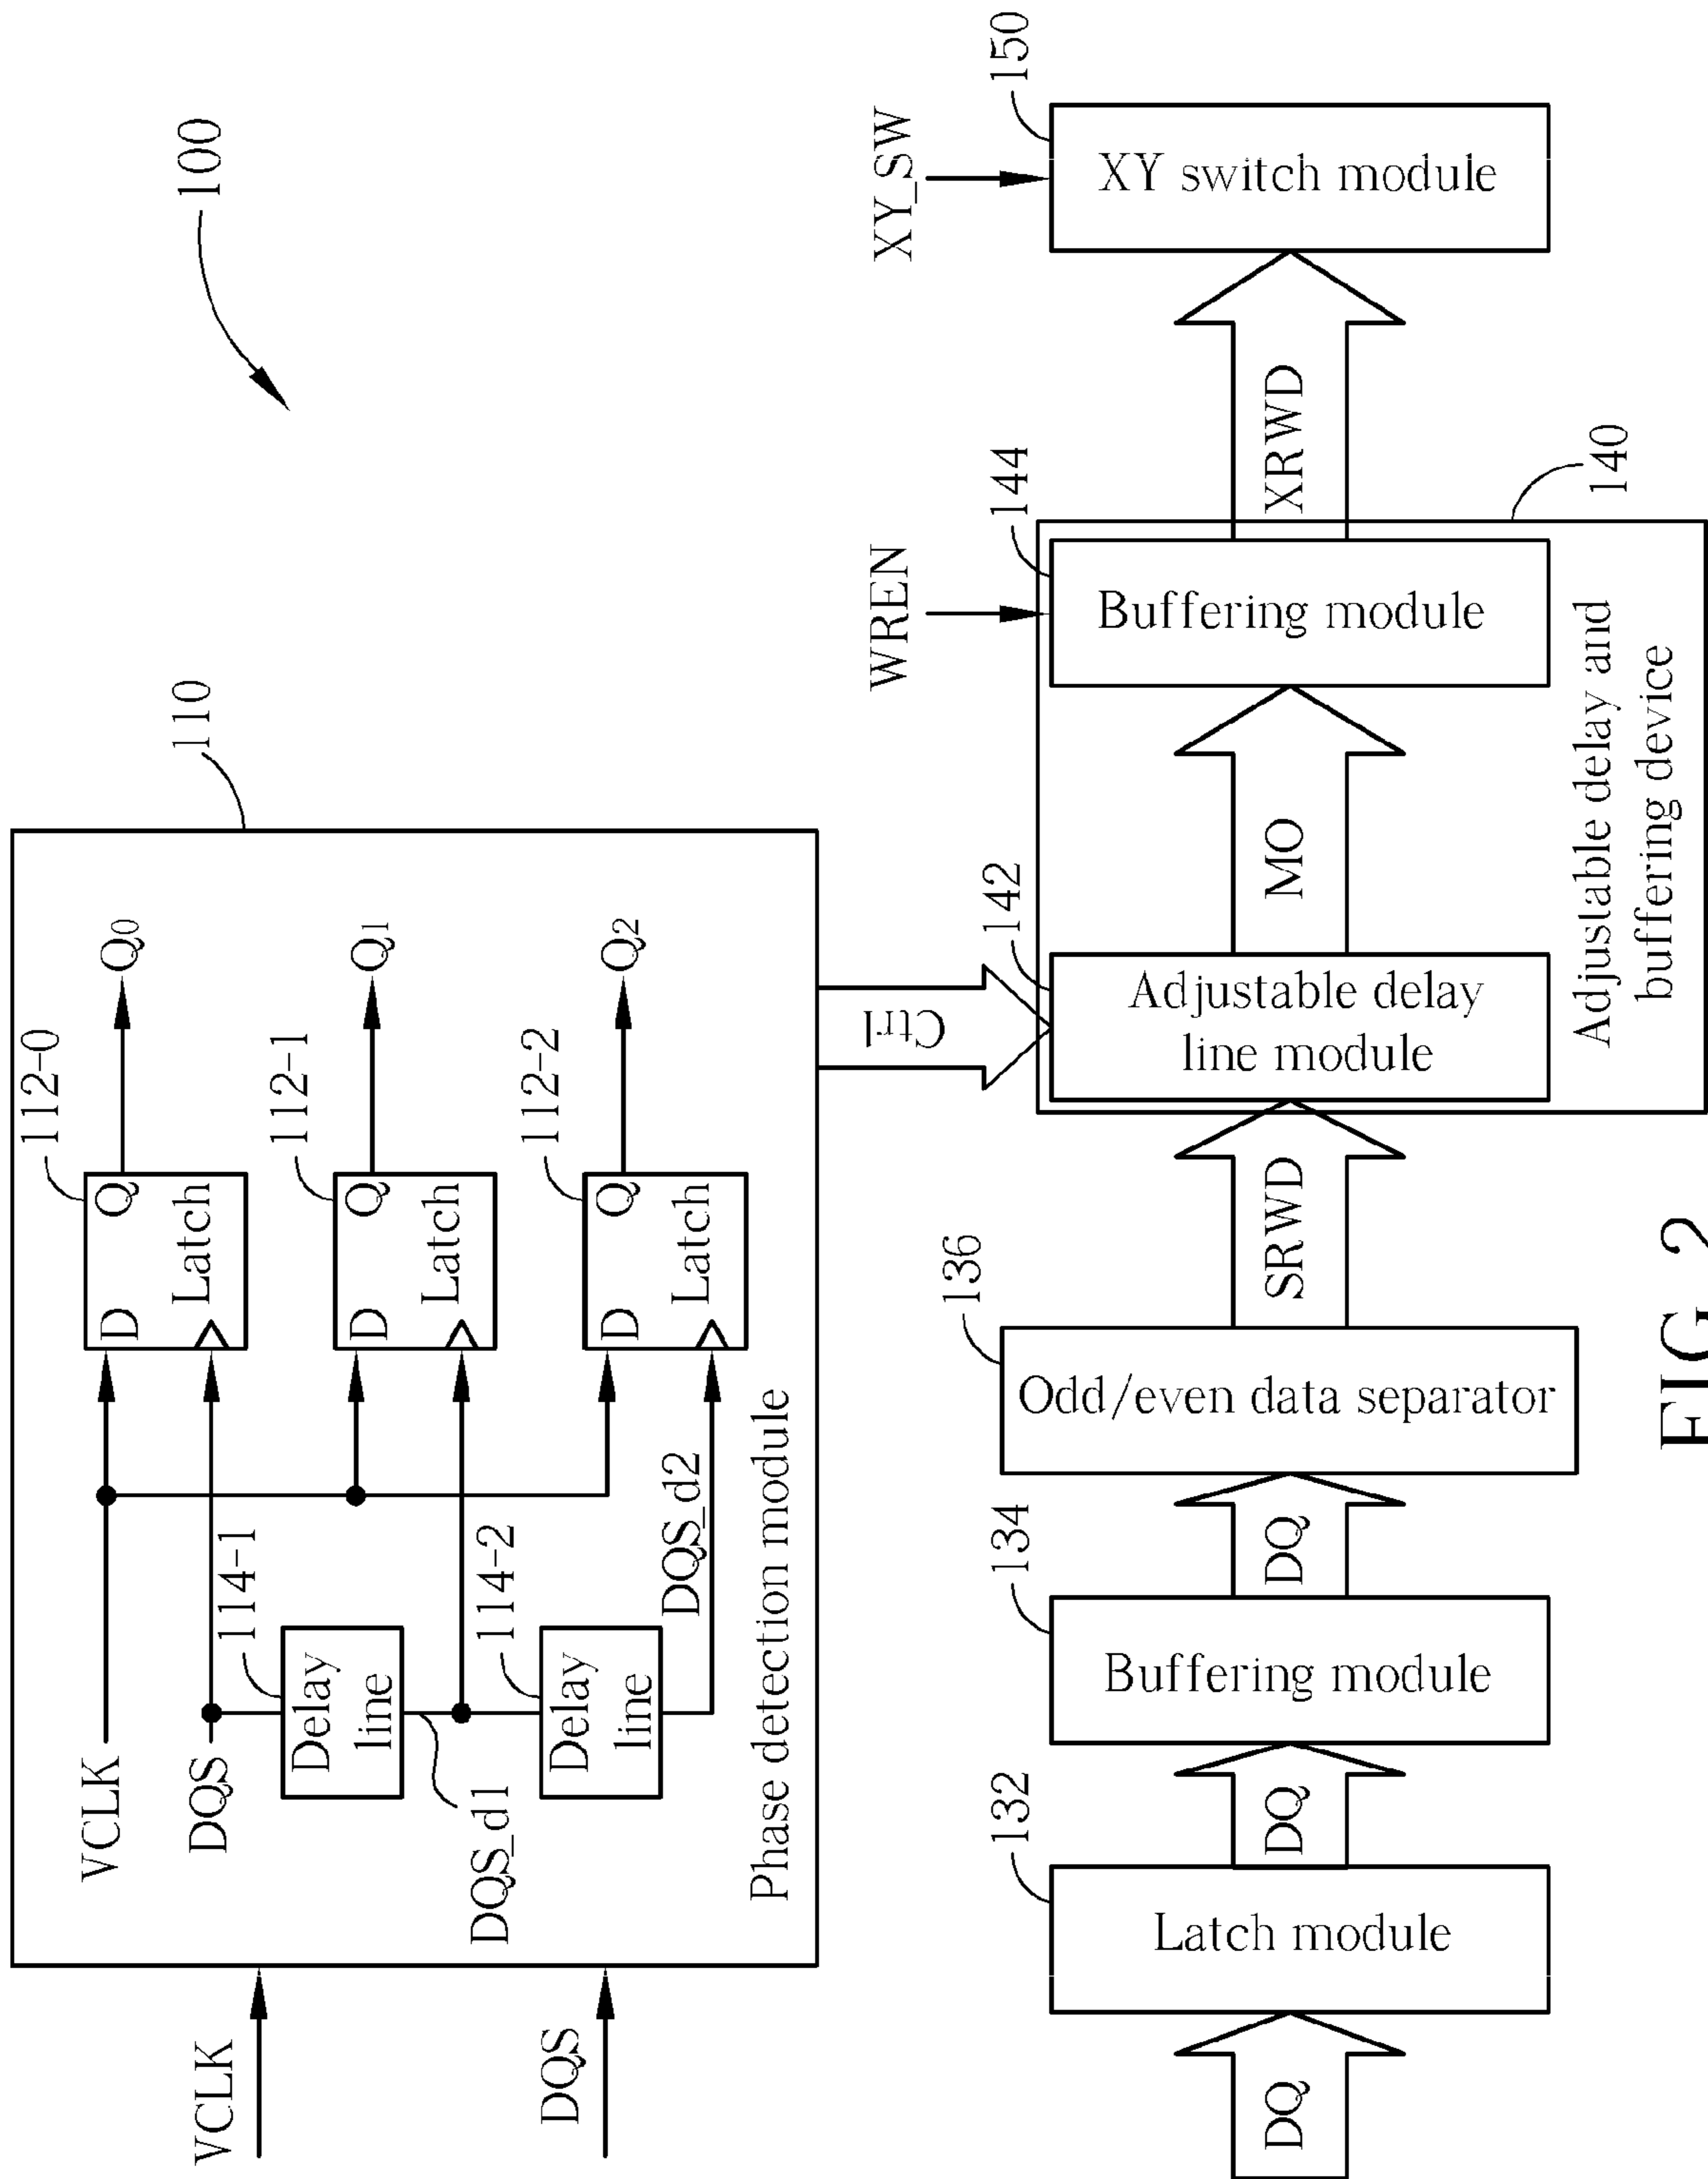 100
110
VCLK
DQS
VCLK
DQS
114-1
Delay
line
DQS_d1
114-2
Delay
line
DQS_d2
112-0
D
Q
Latch
Q0
112-1
D
Q
Latch
Q1
112-2
D
Q
Latch
Q2
Phase detection module
Ctrl
DQ
132
Latch module
DQ
134
Buffering module
DQ
136
Odd/even data separator
SRWD
142
Adjustable delay
line module
MO
WREN
144
Buffering module
Adjustable delay and
buffering device
140
XRWD
XY_SW
150
XY switch module
FIG. 2